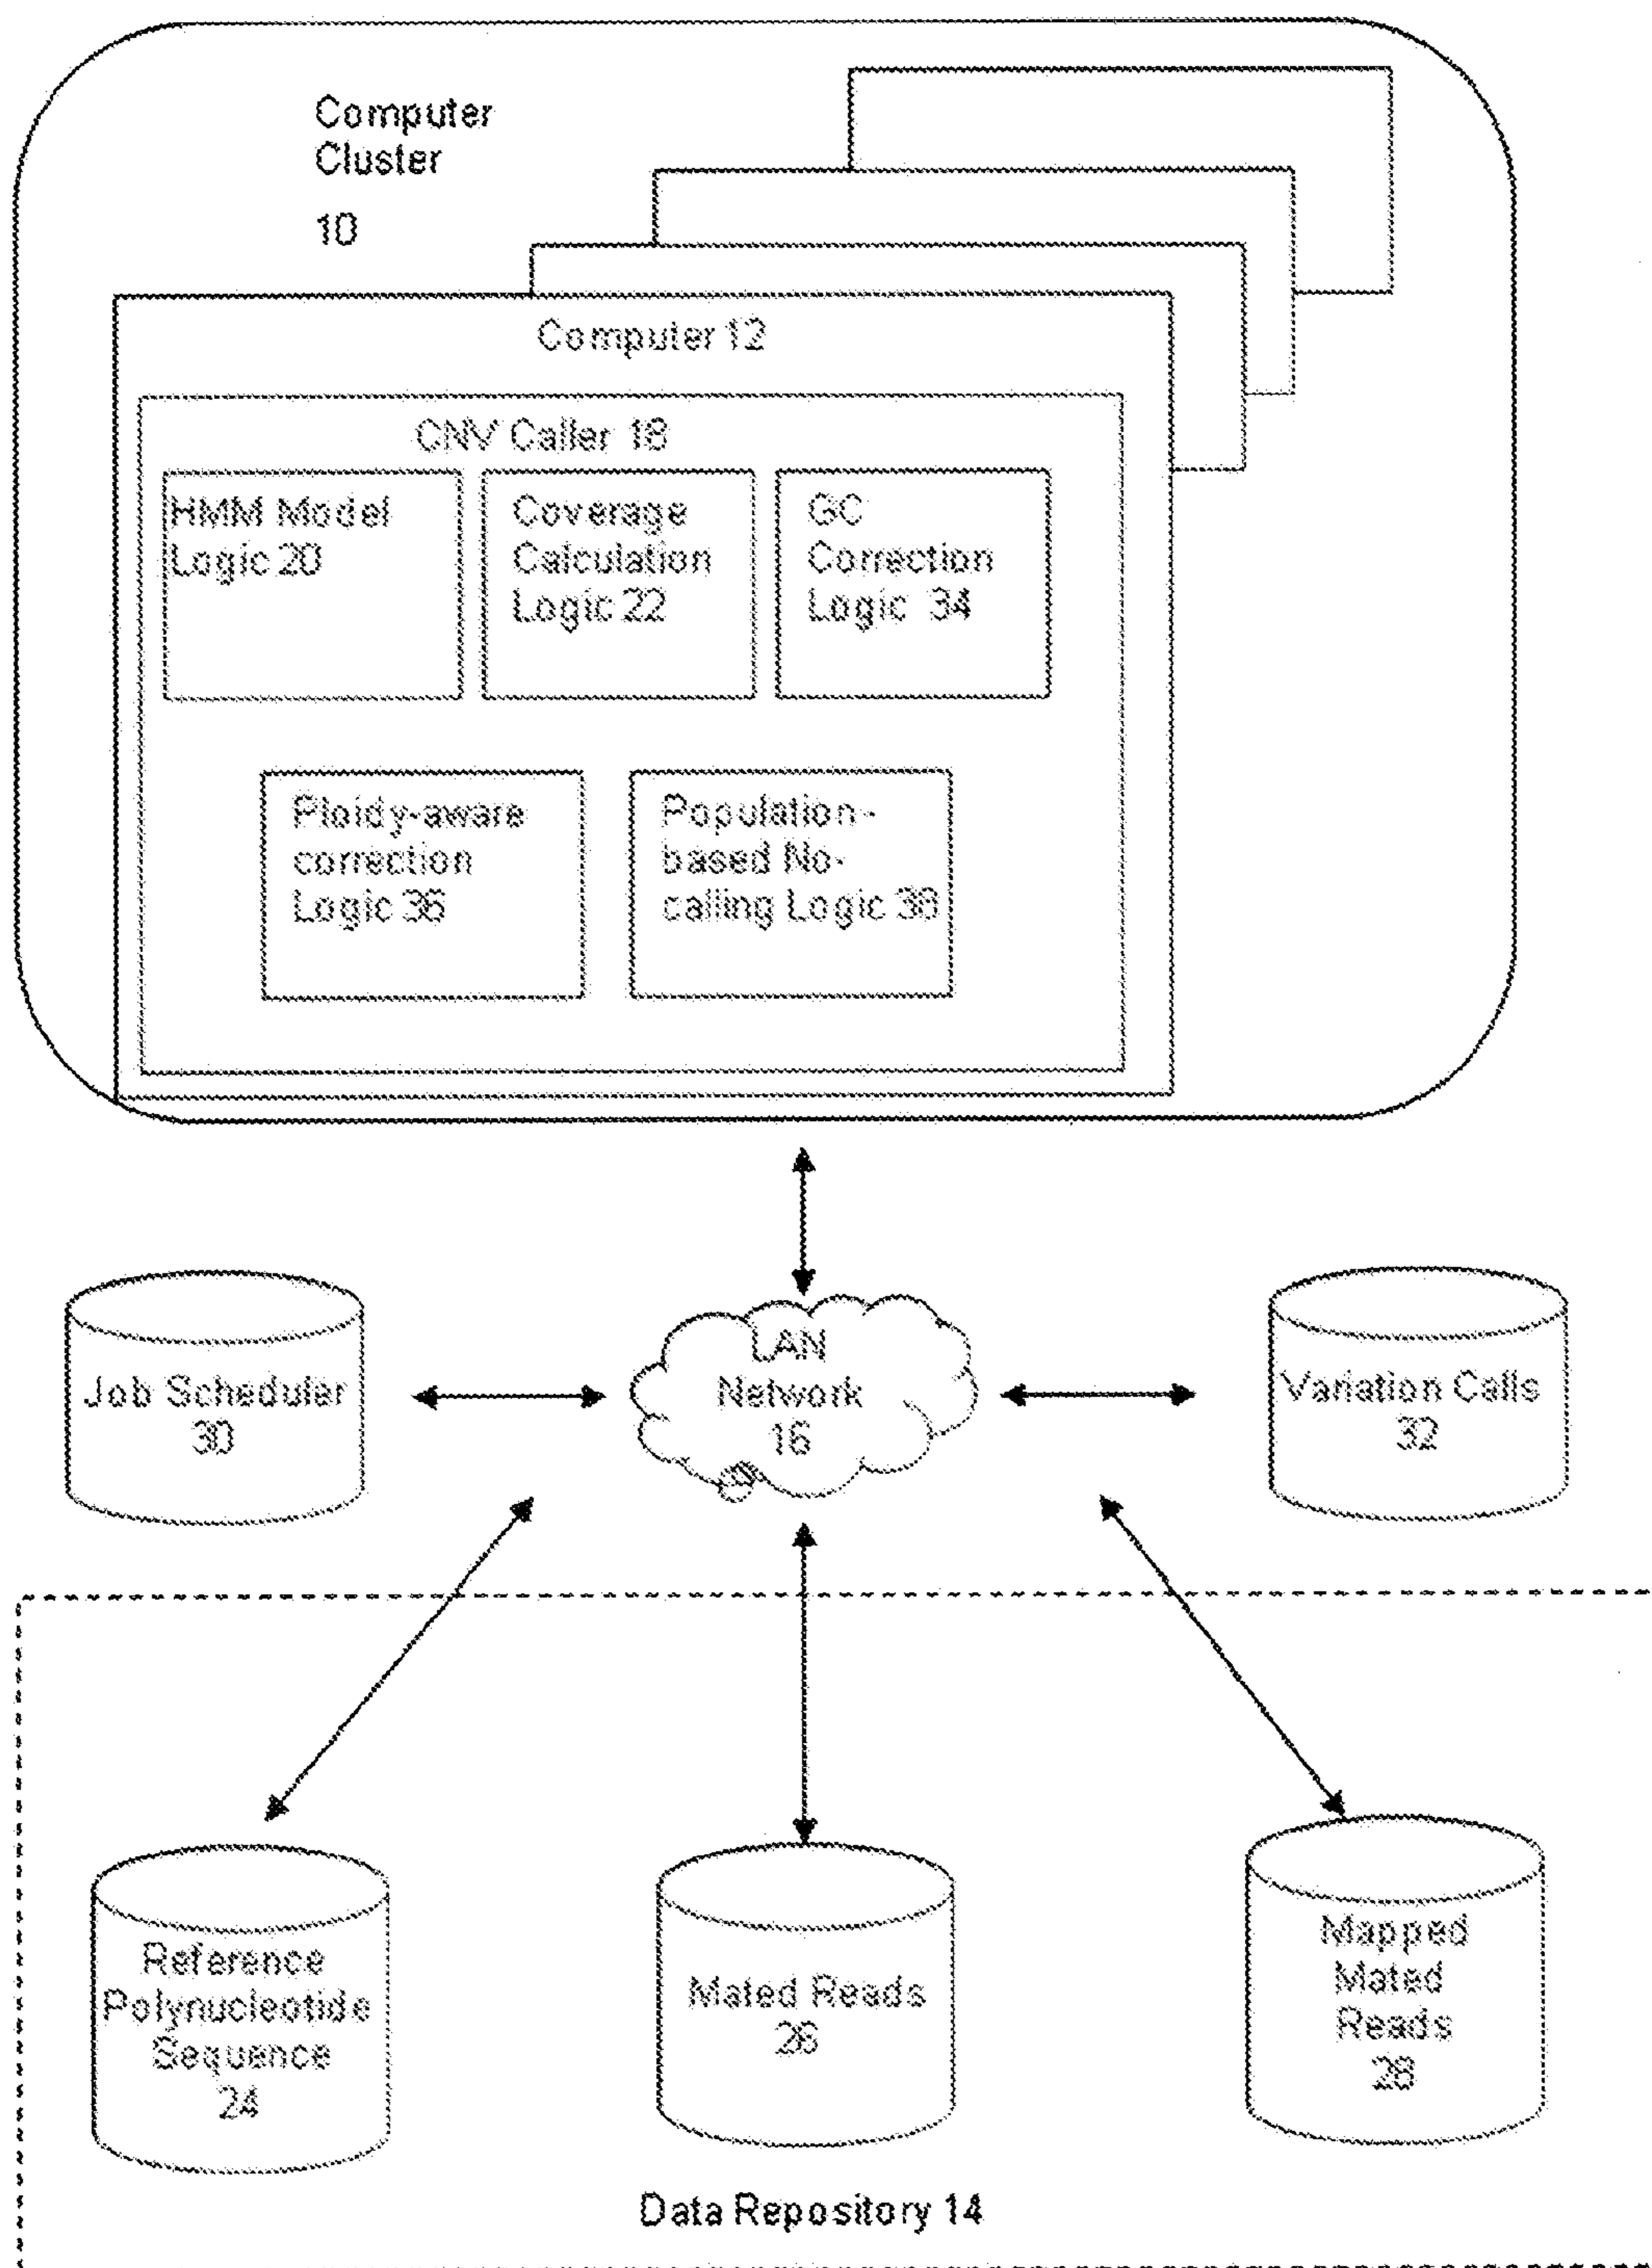 Computer
Cluster
10
Computer 12
CNV Caller 18
HMM Model
Logic 20
Coverage
Calculation
Logic 22
GC
Correction
Logic 34
Ploidy-aware
correction
Logic 36
Population-
based No-
calling Logic 38
LAN
Network
16
Job Scheduler
30
Variation Calls
32
Reference
Polynucleotide
Sequence
24
Mated Reads
26
Mapped
Mated
Reads
28
Data Repository 14